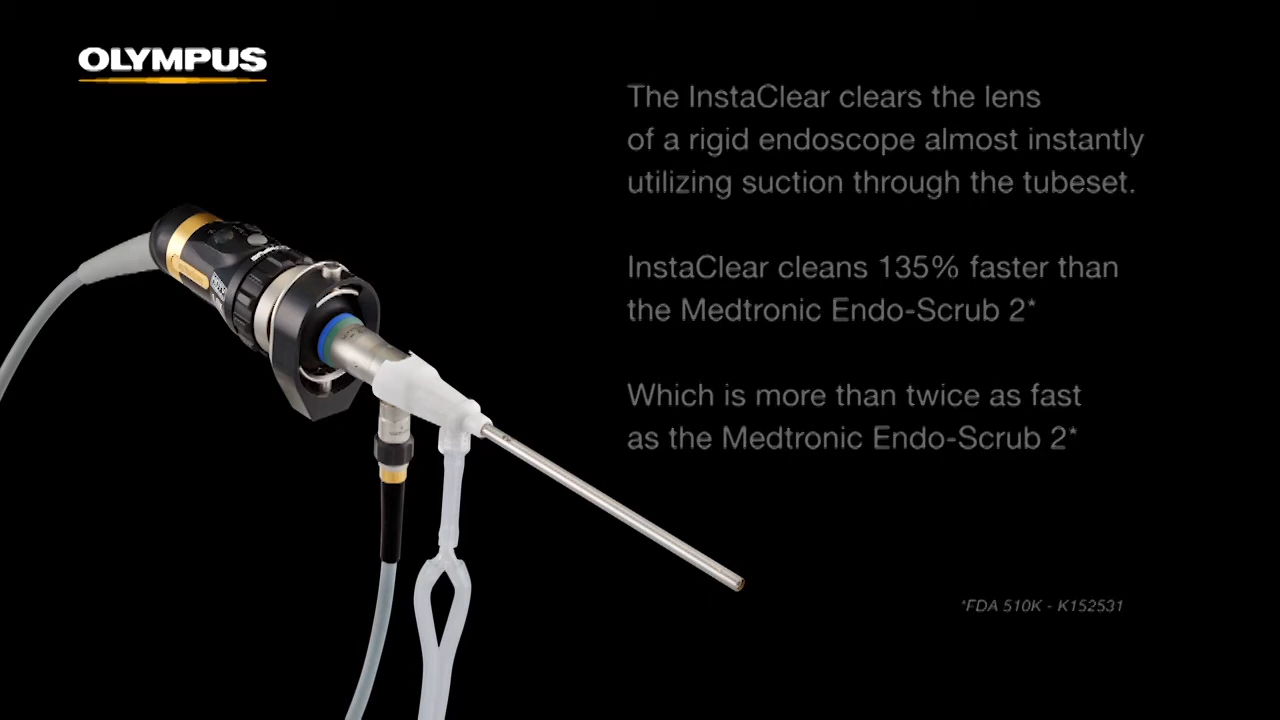 OLYMPUS
The InstaClear clears the lens
of a rigid endoscope almost instantly
utilizing suction through the tubeset.
InstaClear cleans 135% faster than
the Medtronic Endo-Scrub 2*
Which is more than twice as fast
as the Medtronic Endo-Scrub 2*
*FDA 510K - K152531